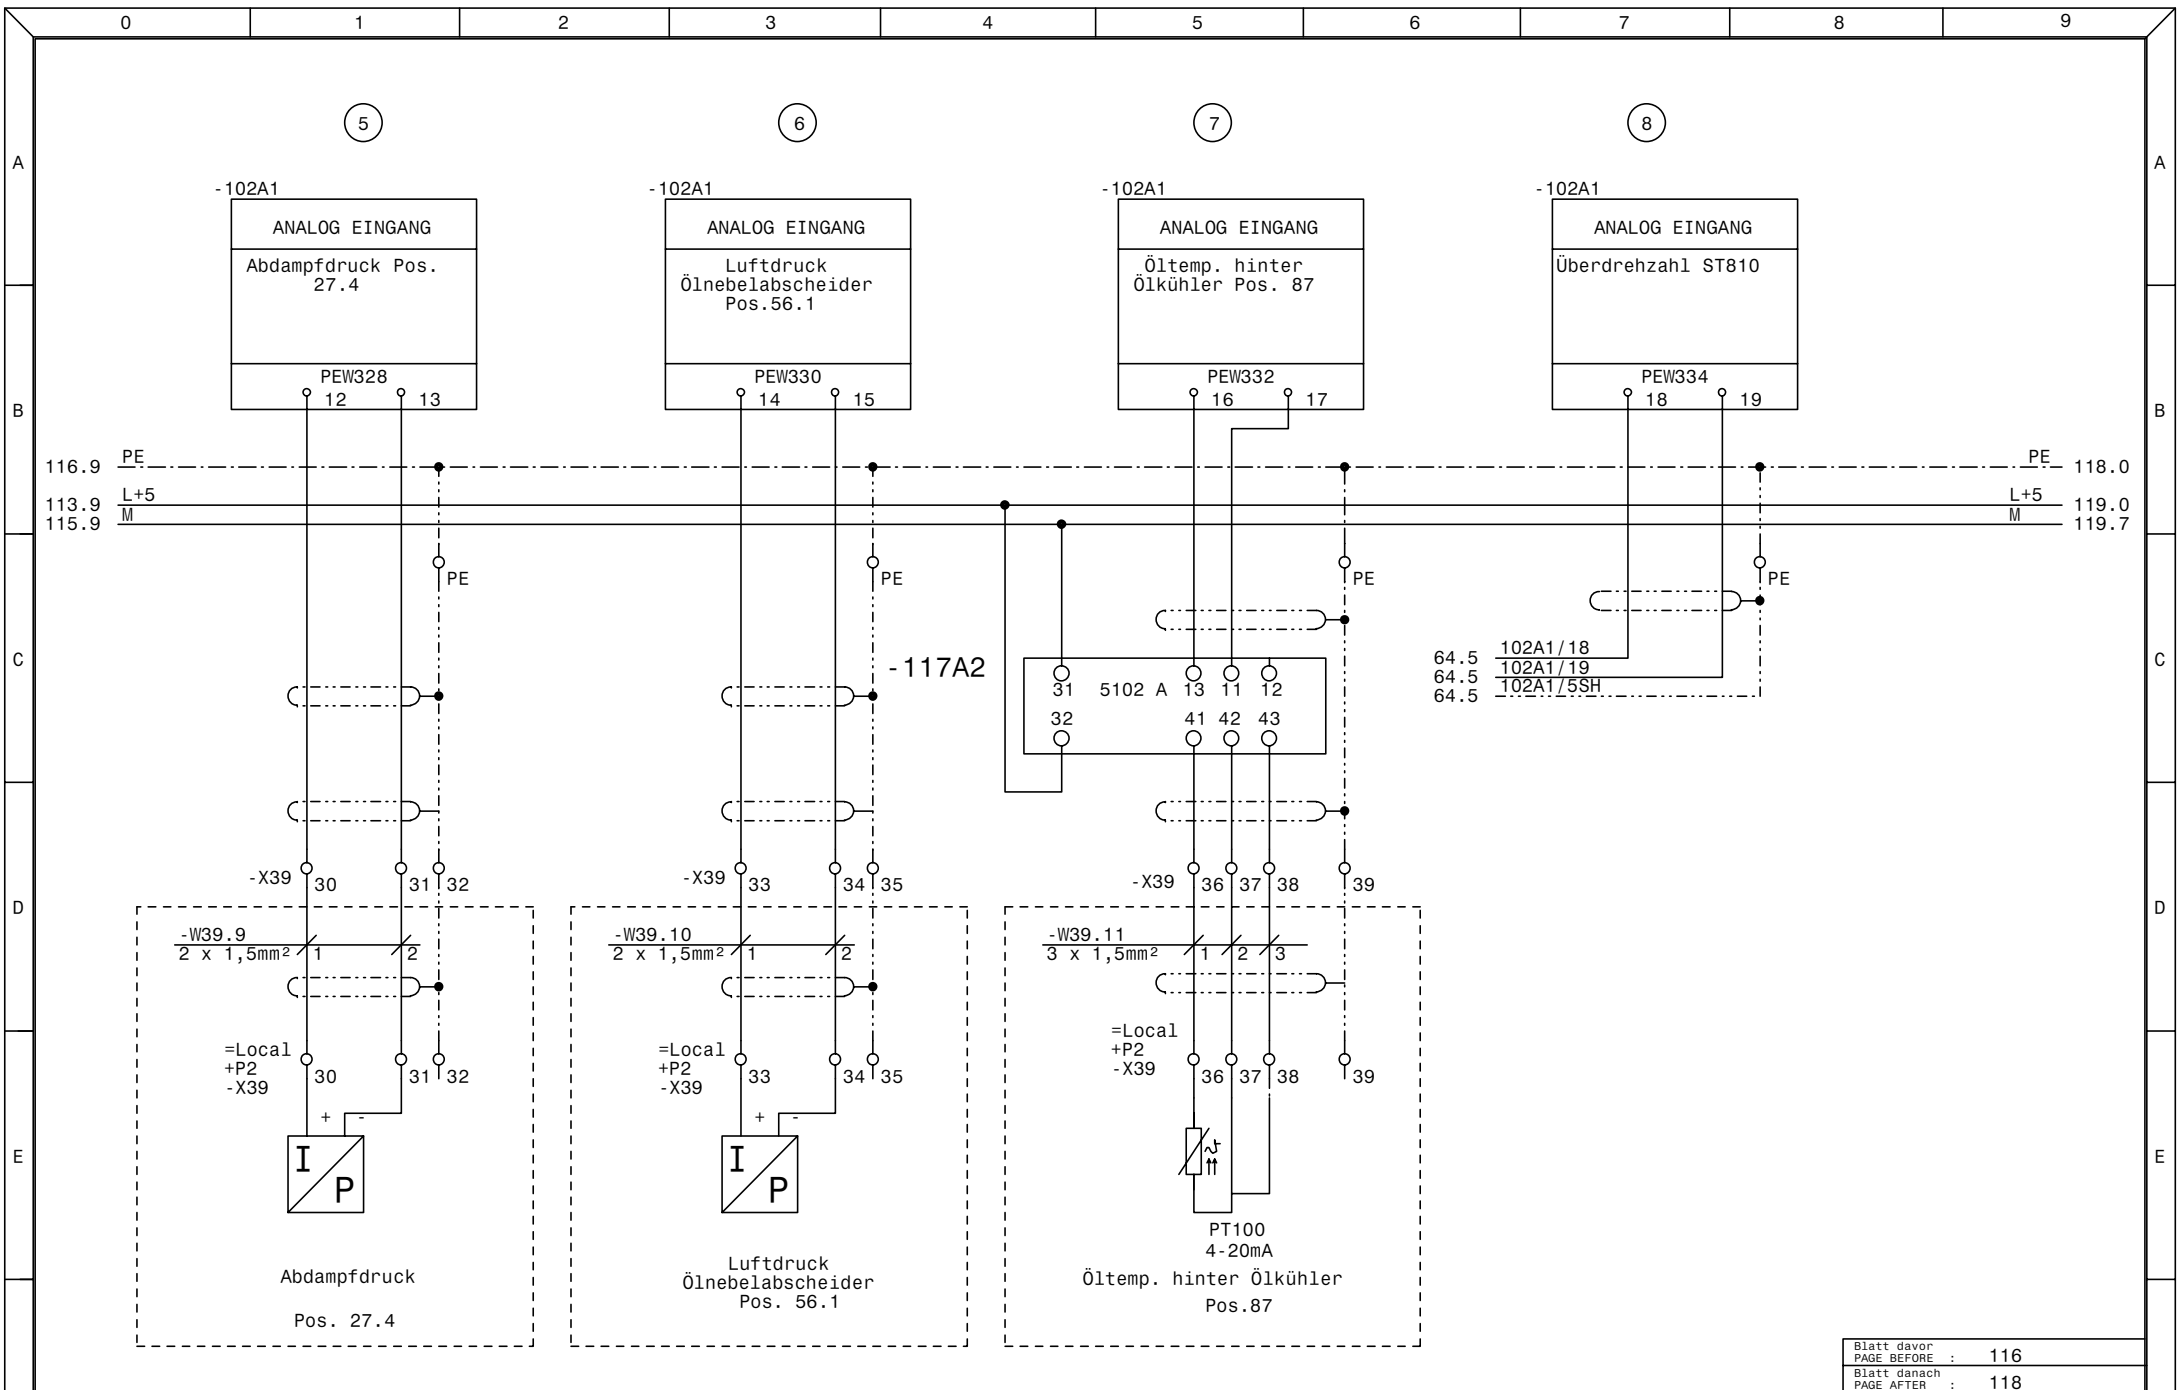 0 1 2 3 4 5 6 7 8 9
5 6 7 8
A A
-102A1 -102A1 -102A1 -102A1
ANALOG EINGANG ANALOG EINGANG ANALOG EINGANG ANALOG EINGANG
Abdampfdruck Pos.
27.4
Luftdruck
Ölnebelabscheider
Pos.56.1
Öltemp. hinter
Ölkühler Pos. 87
Überdrehzahl ST810
PEW328 PEW330 PEW332 PEW334
12 13 14 15 16 17 18 19
B B
116.9 PE PE 118.0
113.9 L+5 L+5 119.0
115.9 M M 119.7
PE PE PE PE
C C
-117A2
31 5102 A 13 11 12
32 41 42 43
64.5 102A1/18
64.5 102A1/19
64.5 102A1/5SH
-X39 30 31 32
-X39 33 34 35
-X39 36 37 38 39
D D
-W39.9
2 x 1,5mm² 1 2
-W39.10
2 x 1,5mm² 1 2
-W39.11
3 x 1,5mm² 1 2 3
=Local
+P2
-X39 30 31 32
=Local
+P2
-X39 33 34 35
=Local
+P2
-X39 36 37 38 39
+ - + -
E E
I P
I P
PT100
4-20mA
Abdampfdruck
Pos. 27.4
Luftdruck
Ölnebelabscheider
Pos. 56.1
Öltemp. hinter Ölkühler
Pos.87
Blatt davor
PAGE BEFORE : 116
Blatt danach
PAGE AFTER : 118